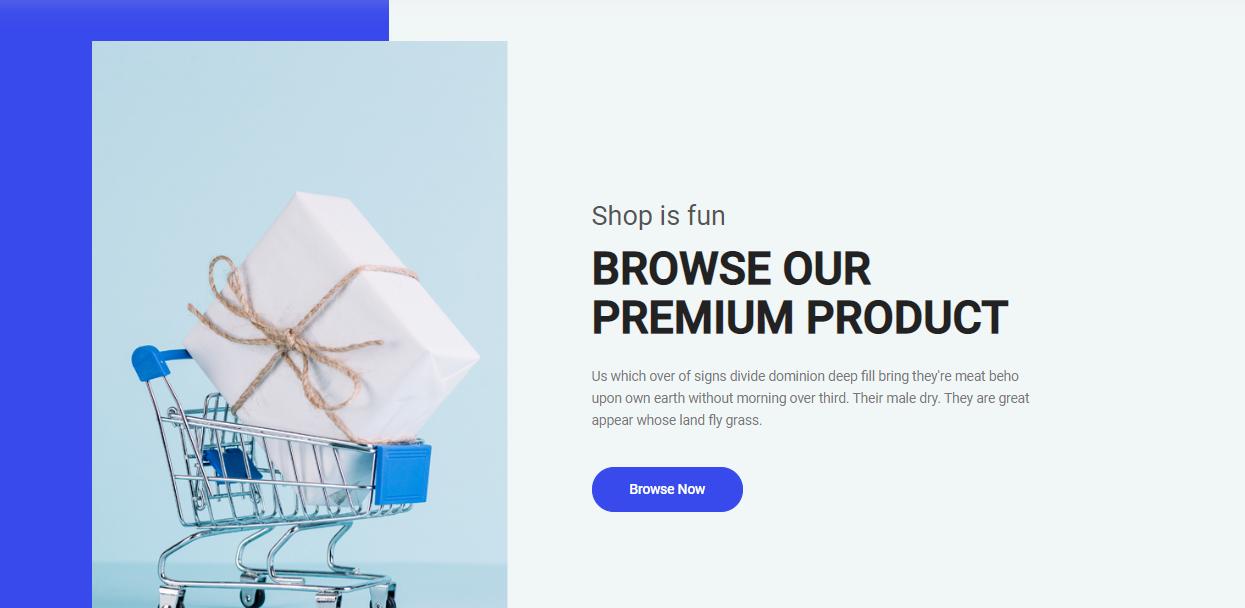 Shop is fun
BROWSE OUR
PREMIUM PRODUCT
Us which over of signs divide dominion deep fill bring they're meat beho
upon own earth without morning over third. Their male dry. They are great
appear whose land fly grass.
Browse Now